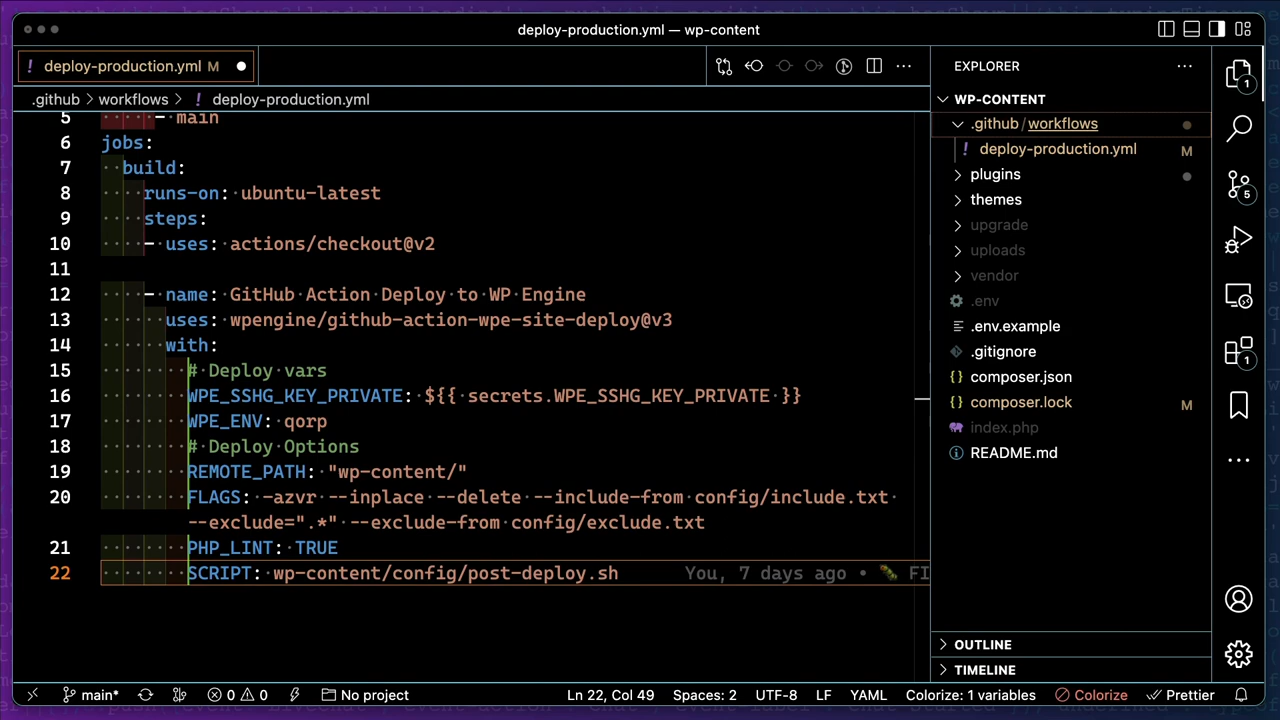 deploy-production.yml — wp-content
! deploy-production.yml M
.github > workflows > ! deploy-production.yml
5 - main
6 jobs:
7 build:
8 runs-on: ubuntu-latest
9 steps:
10 - uses: actions/checkout@v2
11
12 - name: GitHub Action Deploy to WP Engine
13 uses: wpengine/github-action-wpe-site-deploy@v3
14 with:
15 # Deploy vars
16 WPE_SSHG_KEY_PRIVATE: ${{ secrets.WPE_SSHG_KEY_PRIVATE }}
17 WPE_ENV: qorp
18 # Deploy Options
19 REMOTE_PATH: "wp-content/"
20 FLAGS: -azvr --inplace --delete --include-from config/include.txt
--exclude=".*" --exclude-from config/exclude.txt
21 PHP_LINT: TRUE
22 SCRIPT: wp-content/config/post-deploy.sh You, 7 days ago • 🐛 FI
EXPLORER
WP-CONTENT
.github/workflows
! deploy-production.yml M
plugins
themes
upgrade
uploads
vendor
.env
.env.example
.gitignore
{} composer.json
{} composer.lock M
index.php
README.md
OUTLINE
TIMELINE
1
5
1
main* 0 0 No project Ln 22, Col 49 Spaces: 2 UTF-8 LF YAML Colorize: 1 variables Colorize Prettier